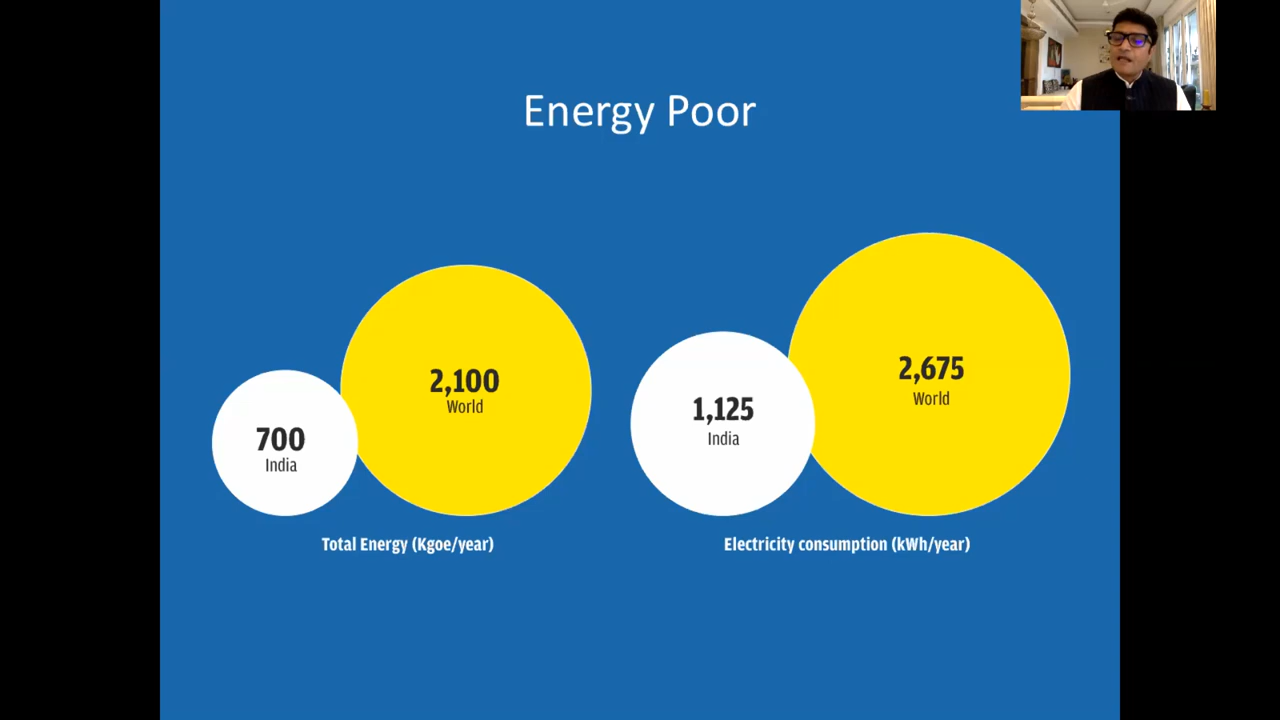 Energy Poor
700
India
2,100
World
Total Energy (Kgoe/year)
1,125
India
2,675
World
Electricity consumption (kWh/year)